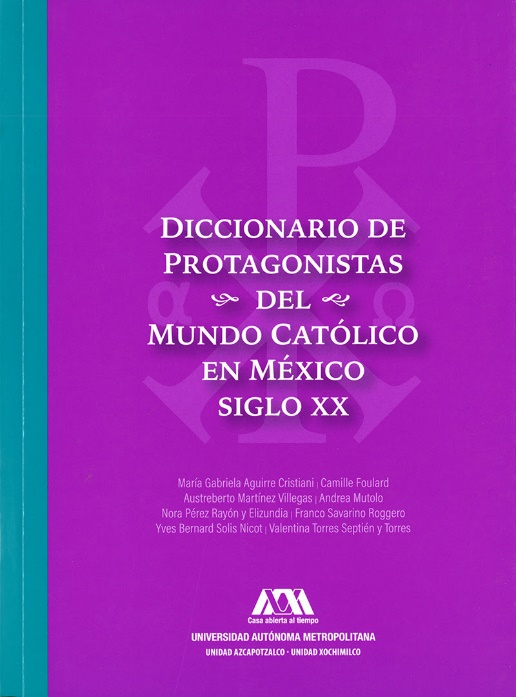 DICCIONARIO DE
PROTAGONISTAS
DEL
MUNDO CATÓLICO
EN MÉXICO
SIGLO XX
María Gabriela Aguirre Cristiani | Camille Foulard
Austreberto Martínez Villegas | Andrea Mutolo
Nora Pérez Rayón y Elizundia | Franco Savarino Roggero
Yves Bernard Solis Nicot | Valentina Torres Septién y Torres
Casa abierta al tiempo
UNIVERSIDAD AUTÓNOMA METROPOLITANA
UNIDAD AZCAPOTZALCO · UNIDAD XOCHIMILCO